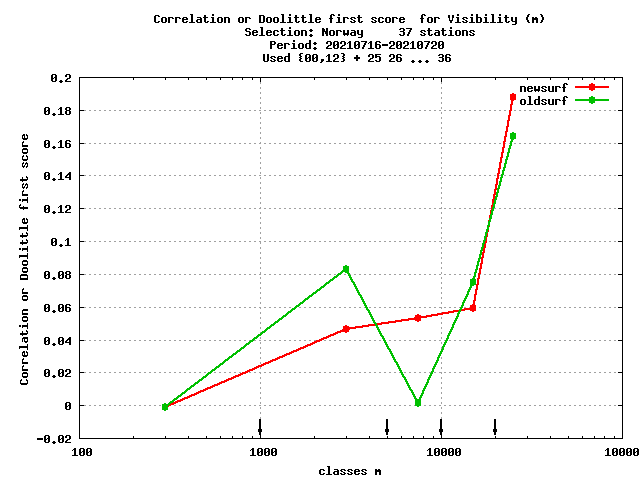 Correlation or Doolittle first score  for Visibility (m)
Selection: Norway     37 stations
Period: 20210716-20210720
Used {00,12} + 25 26 ... 36
newsurf
oldsurf
0.2
0.18
0.16
0.14
0.12
0.1
0.08
0.06
0.04
0.02
0
-0.02
Correlation or Doolittle first score
100
1000
10000
10000
classes m